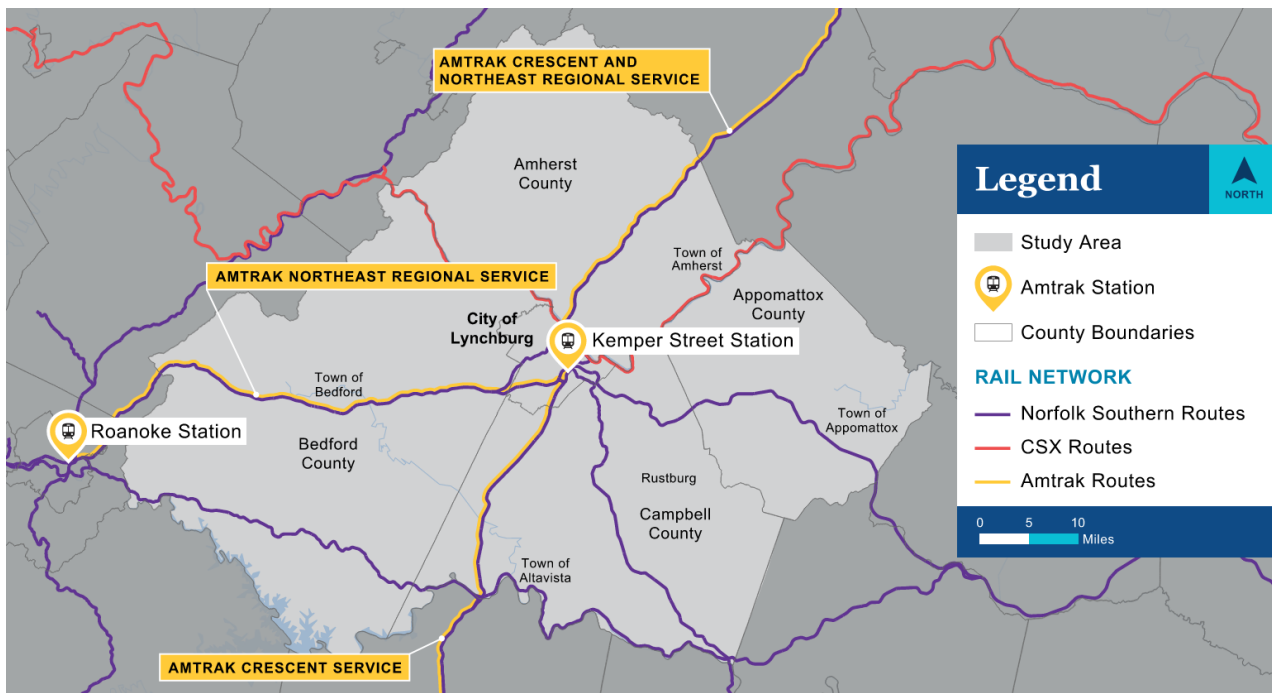 AMTRAK CRESCENT AND
NORTHEAST REGIONAL SERVICE
Amherst
County
Legend
NORTH
Study Area
Amtrak Station
County Boundaries
RAIL NETWORK
Norfolk Southern Routes
CSX Routes
Amtrak Routes
0 5 10
Miles
Town of
Amherst
AMTRAK NORTHEAST REGIONAL SERVICE
Appomattox
County
City of
Lynchburg
Kemper Street Station
Town of
Bedford
Roanoke Station
Town of
Appomattox
Bedford
County
Rustburg
Campbell
County
Town of
Altavista
AMTRAK CRESCENT SERVICE